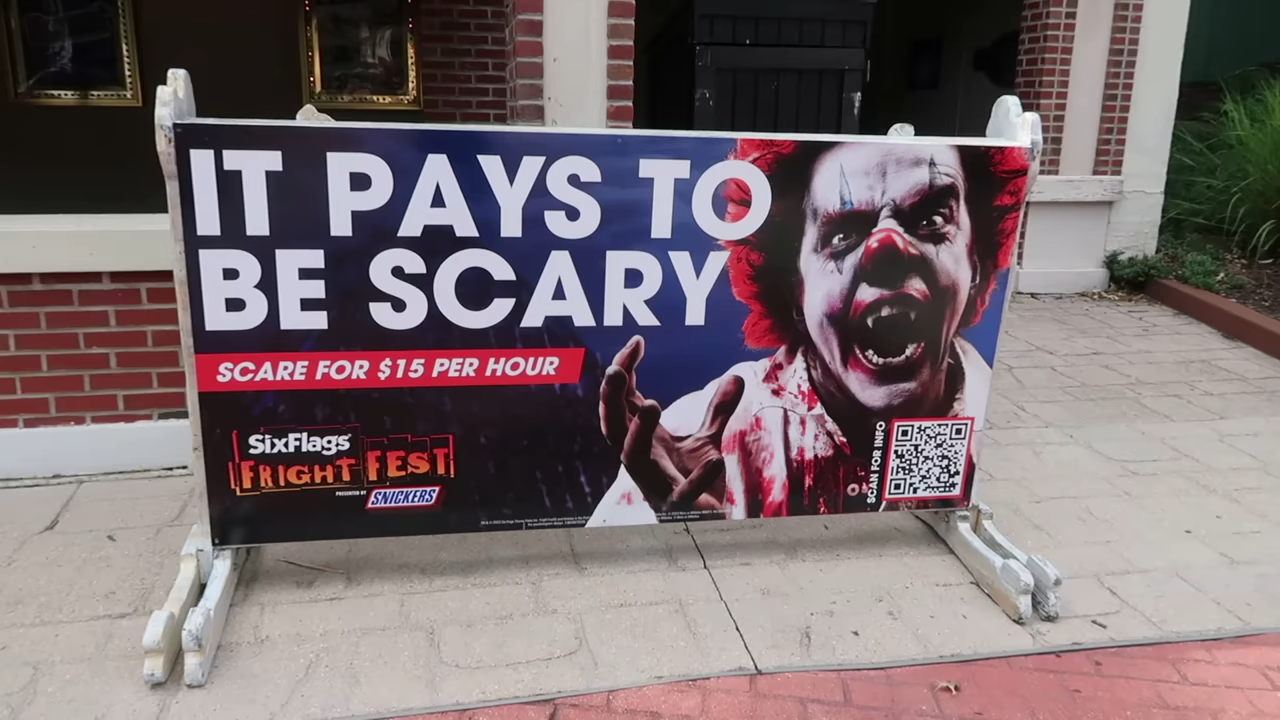 IT PAYS TO
BE SCARY
SCARE FOR $15 PER HOUR
SixFlags
FRIGHT FEST
PRESENTED BY SNICKERS
SCAN FOR INFO